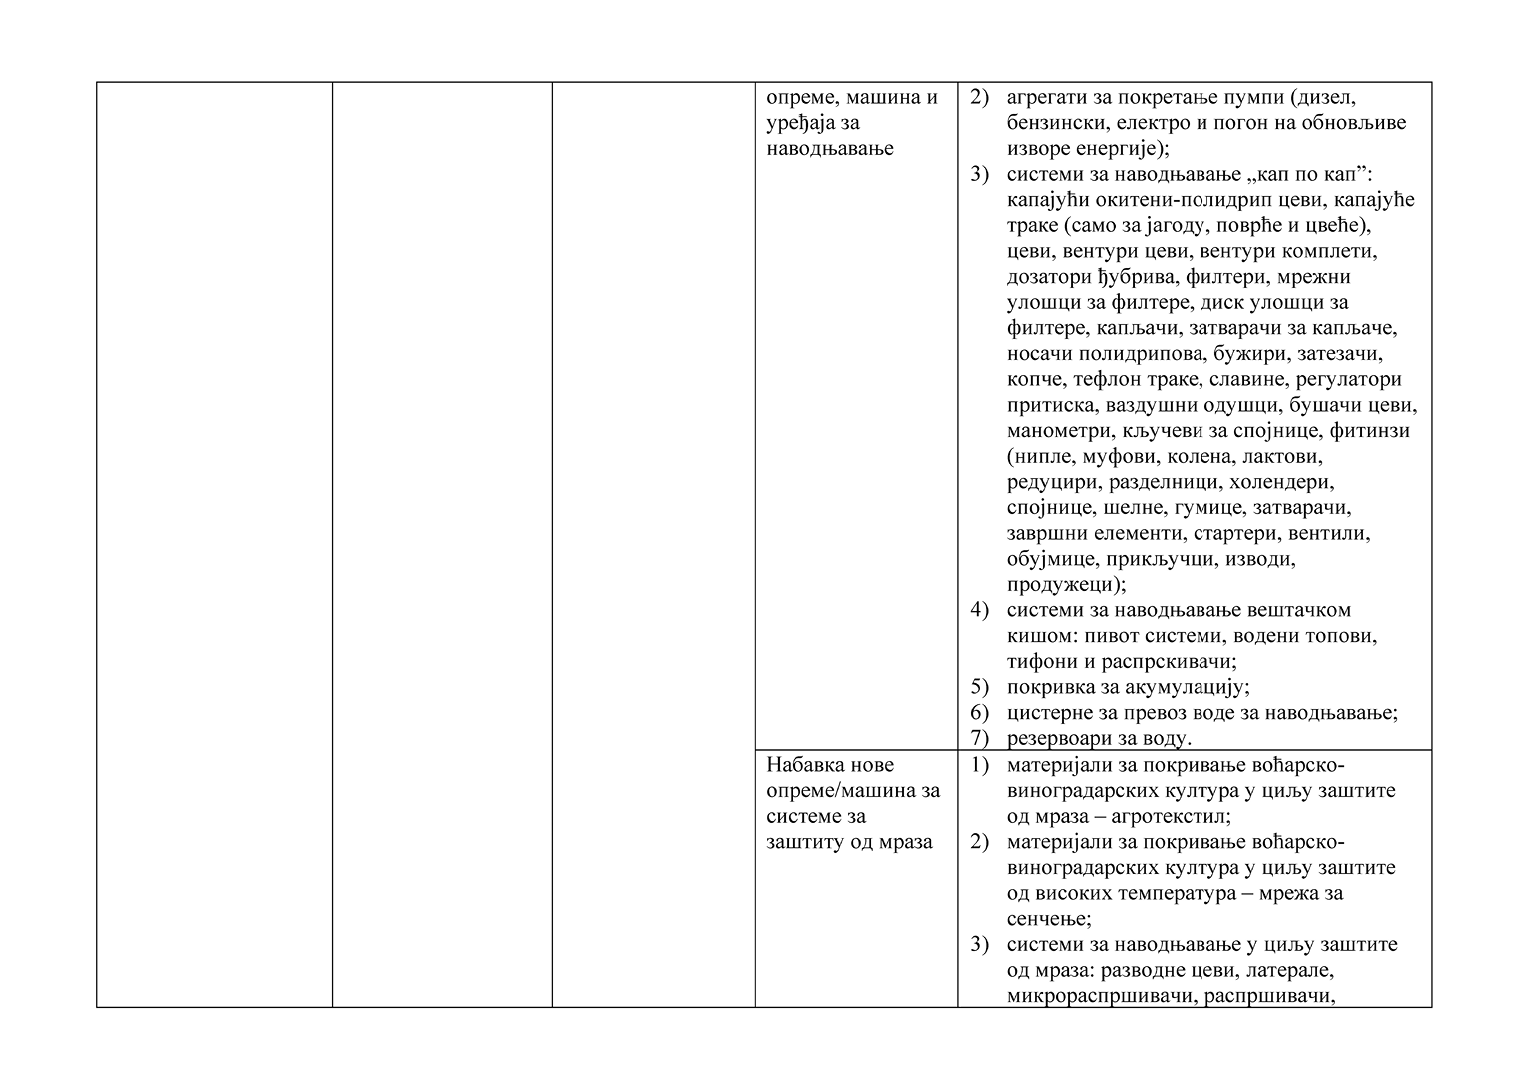 опреме, машина и
уређаја за
наводњавање
2) агрегати за покретање пумпи (дизел,
бензински, електро и погон на обновљиве
изворе енергије);
3) системи за наводњавање „кап по кап”:
капајући окитени-полидрип цеви, капајуће
траке (само за јагоду, поврће и цвеће),
цеви, вентури цеви, вентури комплети,
дозатори ђубрива, филтери, мрежни
улошци за филтере, диск улошци за
филтере, капљачи, затварачи за капљаче,
носачи полидрипова, бужири, затезачи,
копче, тефлон траке, славине, регулатори
притиска, ваздушни одушци, бушачи цеви,
манометри, кључеви за спојнице, фитинзи
(нипле, муфови, колена, лактови,
редуцири, разделници, холендери,
спојнице, шелне, гумице, затварачи,
завршни елементи, стартери, вентили,
обујмице, прикључци, изводи,
продужеци);
4) системи за наводњавање вештачком
кишом: пивот системи, водени топови,
тифони и распрскивачи;
5) покривка за акумулацију;
6) цистерне за превоз воде за наводњавање;
7) резервоари за воду.
Набавка нове
опреме/машина за
системе за
заштиту од мраза
1) материјали за покривање воћарско-
виноградарских култура у циљу заштите
од мраза – агротекстил;
2) материјали за покривање воћарско-
виноградарских култура у циљу заштите
од високих температура – мрежа за
сенчење;
3) системи за наводњавање у циљу заштите
од мраза: разводне цеви, латерале,
микрораспршивачи, распршивачи,